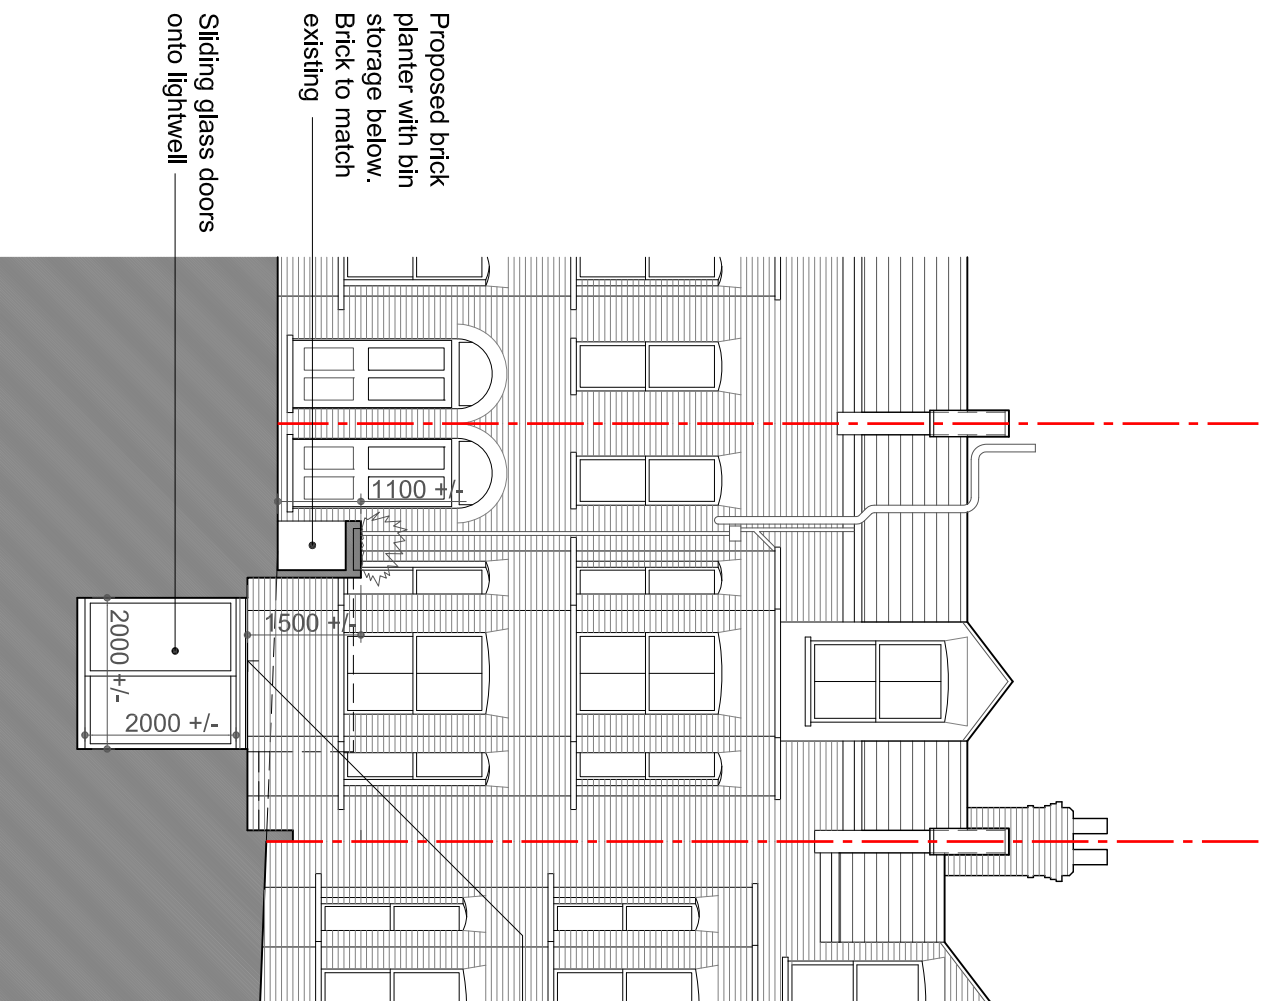 Proposed brick
planter with bin
storage below.
Brick to match
existing
Sliding glass doors
onto lightwell
1100 +/-
1500 +/-
2000 +/-
2000 +/-